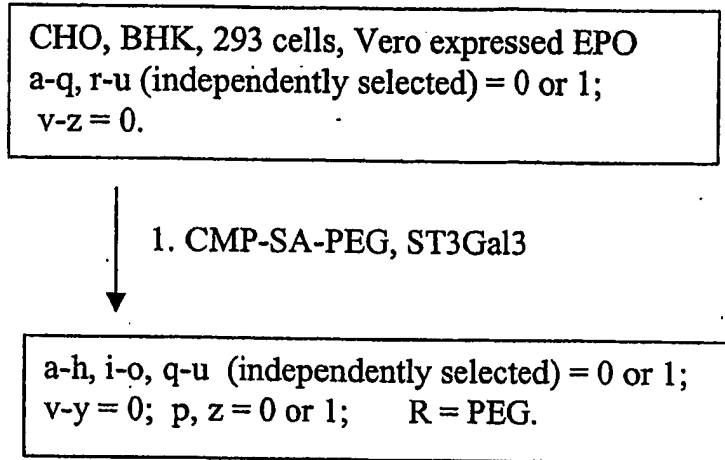 CHO, BHK, 293 cells, Vero expressed EPO
a-q, r-u (independently selected) = 0 or 1;
v-z = 0.
1. CMP-SA-PEG, ST3Gal3
a-h, i-o, q-u (independently selected) = 0 or 1;
v-y = 0; p, z = 0 or 1; R = PEG.